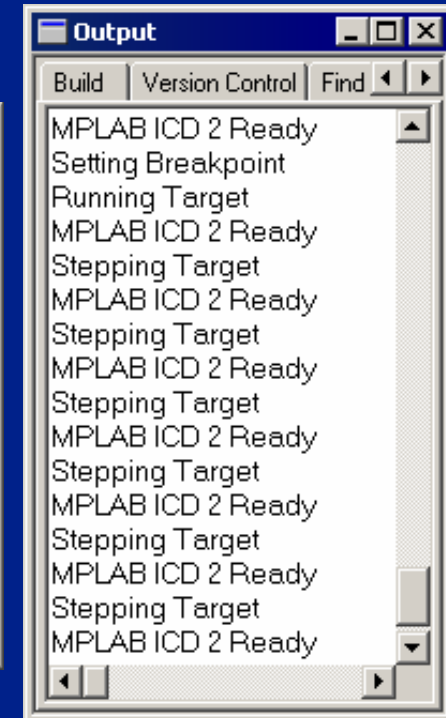 Output
Build Version Control Find
MPLAB ICD 2 Ready
Setting Breakpoint
Running Target
MPLAB ICD 2 Ready
Stepping Target
MPLAB ICD 2 Ready
Stepping Target
MPLAB ICD 2 Ready
Stepping Target
MPLAB ICD 2 Ready
Stepping Target
MPLAB ICD 2 Ready
Stepping Target
MPLAB ICD 2 Ready
Stepping Target
MPLAB ICD 2 Ready